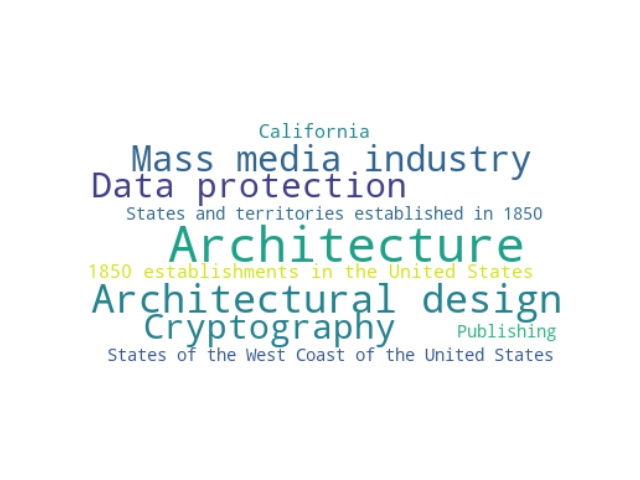 California
Mass media industry
Data protection
States and territories established in 1850
Architecture
1850 establishments in the United States
Architectural design
Cryptography
Publishing
States of the West Coast of the United States